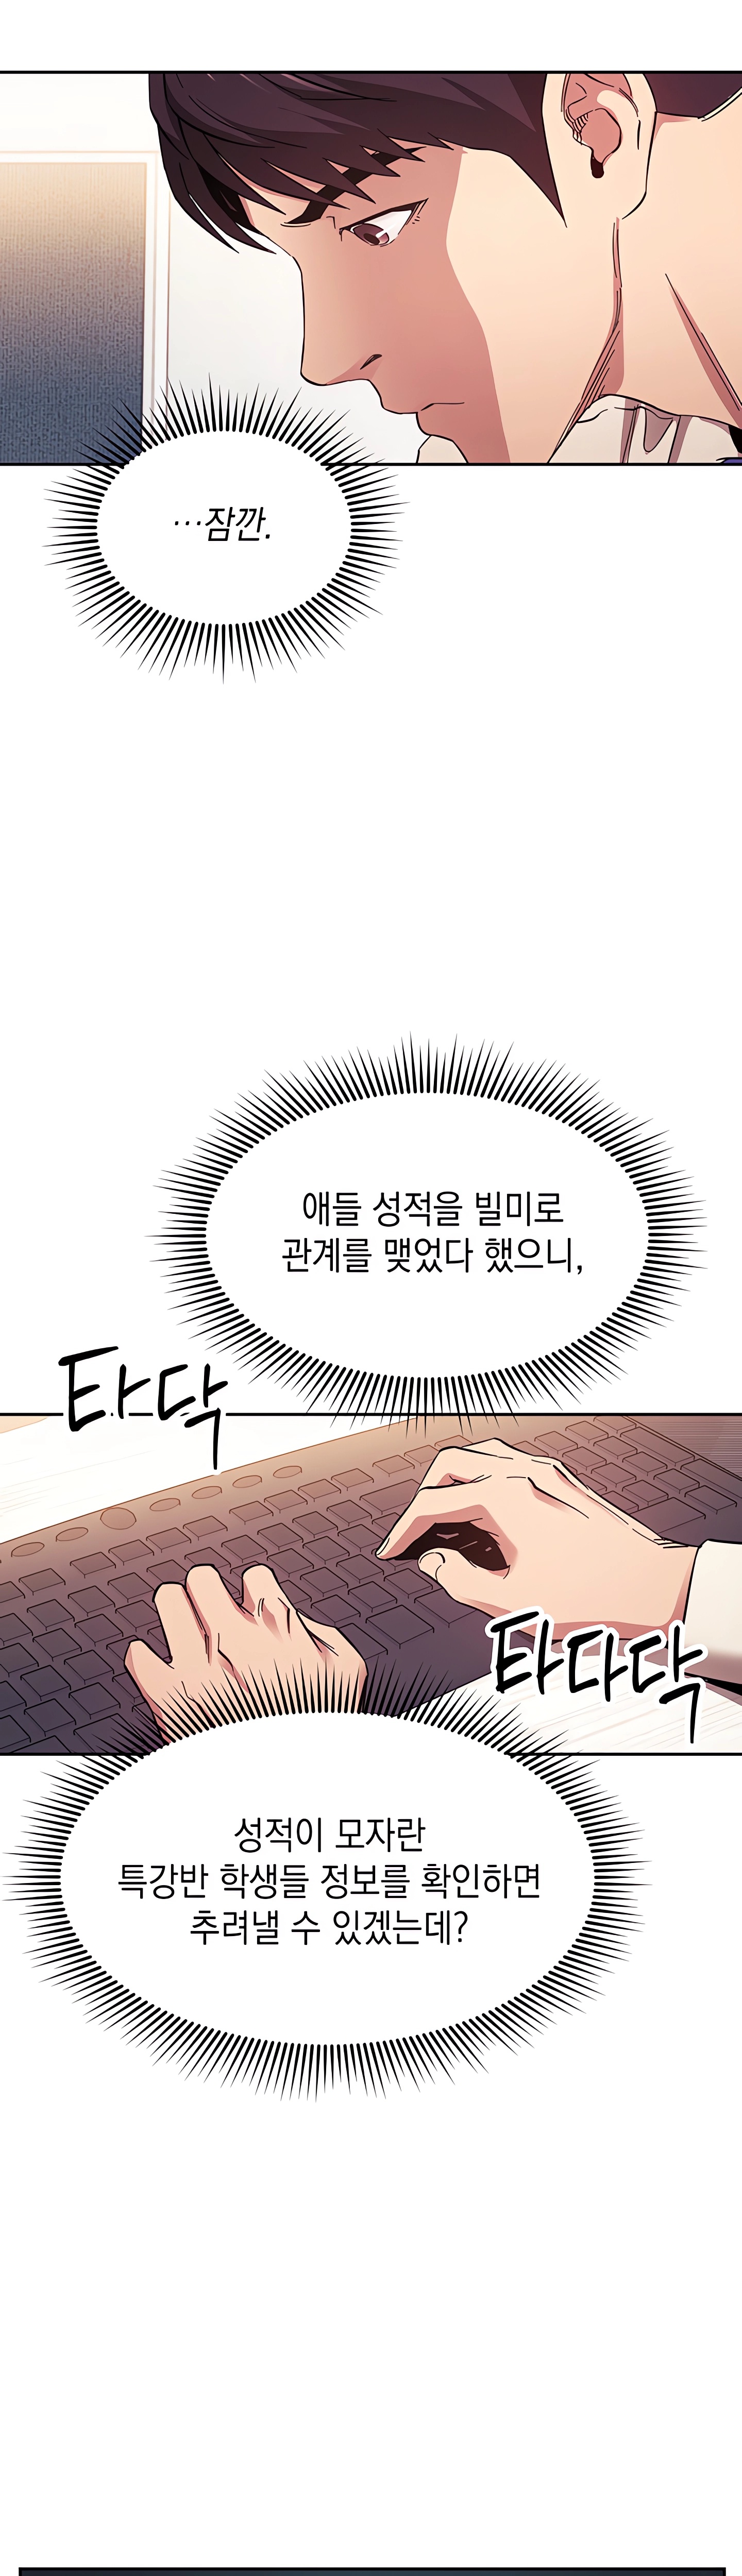 …잠깐.
애들 성적을 빌미로
관계를 맺었다 했으니,
타닥
타다닥
성적이 모자란
특강반 학생들 정보를 확인하면
추려낼 수 있겠는데?